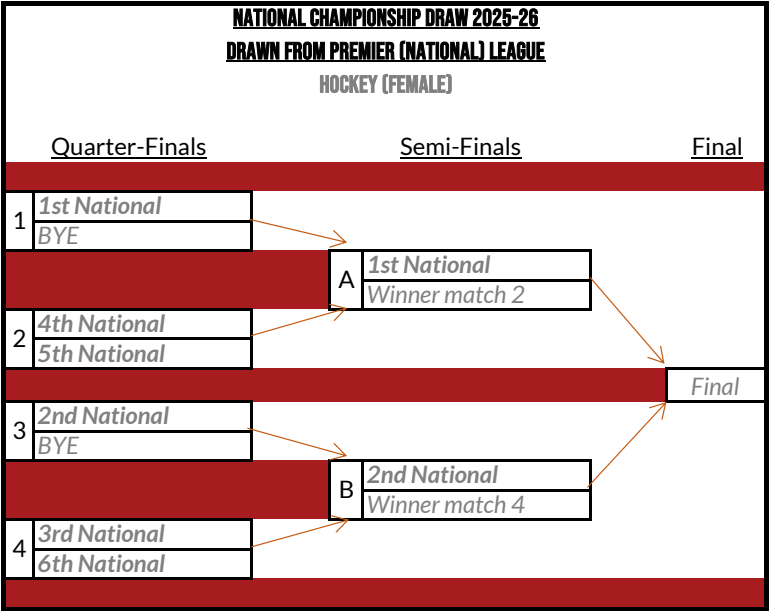 NATIONAL CHAMPIONSHIP DRAW 2025-26
DRAWN FROM PREMIER (NATIONAL) LEAGUE
HOCKEY (FEMALE)
Quarter-Finals Semi-Finals Final
1
1st National
BYE
A
1st National
Winner match 2
2
4th National
5th National
Final
3
2nd National
BYE
B
2nd National
Winner match 4
4
3rd National
6th National